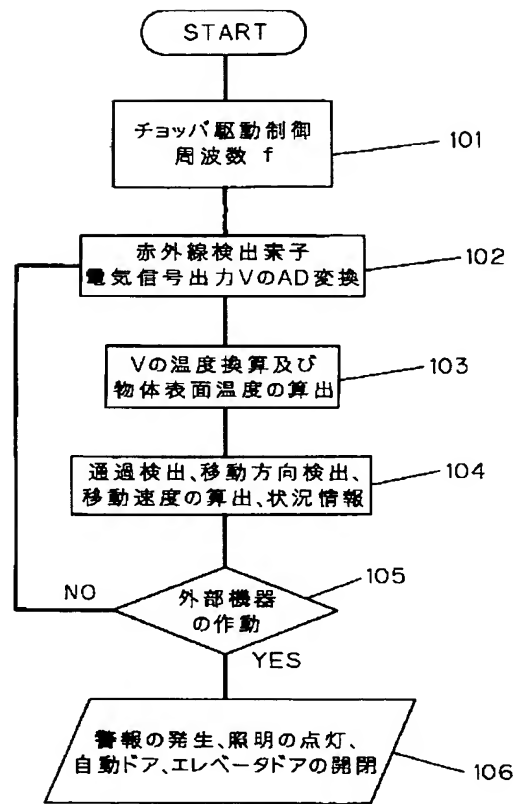 START
チョッパ駆動制御
周波数 f
101
赤外線検出素子
電気信号出力VのAD変換
102
Vの温度換算及び
物体表面温度の算出
103
通過検出、移動方向検出、
移動速度の算出、状況情報
104
外部機器
の作動
105
NO
YES
警報の発生、照明の点灯、
自動ドア、エレベータドアの開閉
106